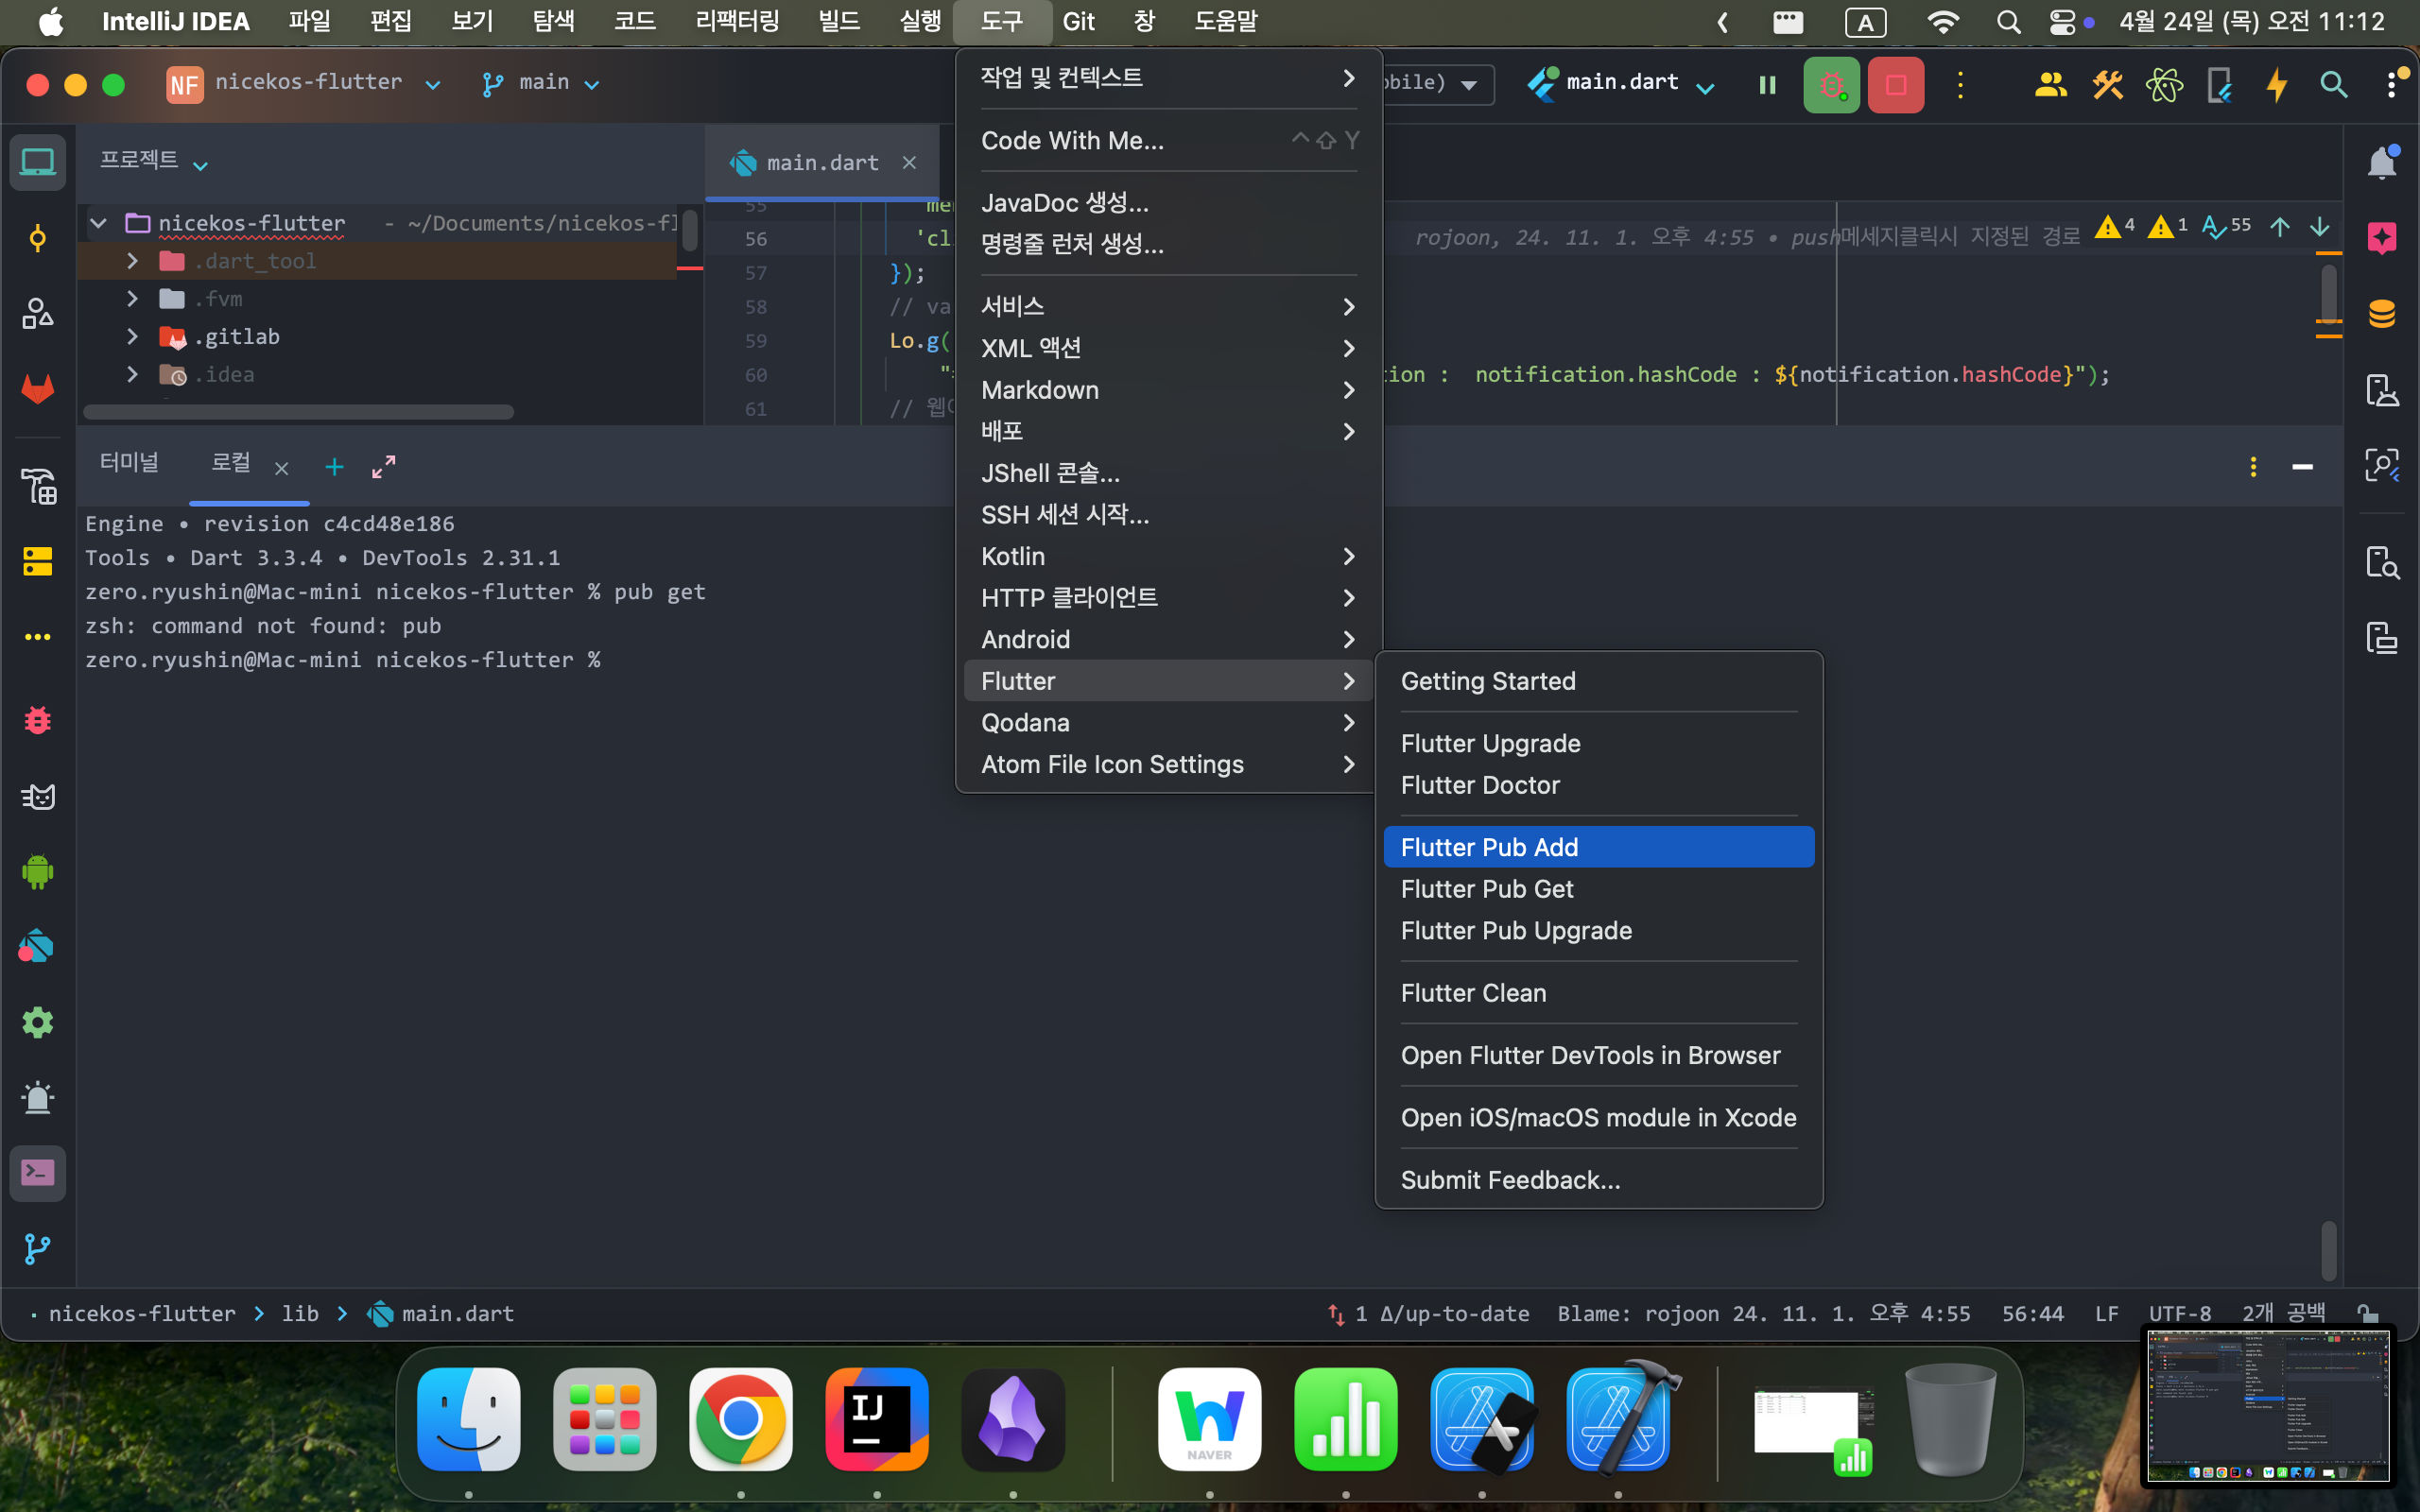 IntelliJ IDEA 파일 편집 보기 탐색 코드 리팩터링 빌드 실행 도구 Git 창 도움말 A 4월 24일 (목) 오전 11:12
NF nicekos-flutter main bile) main.dart
프로젝트 main.dart
nicekos-flutter - ~/Documents/nicekos-fl
.dart_tool
.fvm
.gitlab
.idea
55
56 rojoon, 24. 11. 1. 오후 4:55 • push메세지클릭시 지정된 경로 4 1 55
57 });
58 // va
59 Lo.g(
60 notification.hashCode : ${notification.hashCode}");
61 //
작업 및 컨텍스트
Code With Me... ^⇧Y
JavaDoc 생성...
명령줄 런처 생성...
서비스
XML 액션
Markdown
배포
JShell 콘솔...
SSH 세션 시작...
Kotlin
HTTP 클라이언트
Android
Flutter
Qodana
Atom File Icon Settings
Getting Started
Flutter Upgrade
Flutter Doctor
Flutter Pub Add
Flutter Pub Get
Flutter Pub Upgrade
Flutter Clean
Open Flutter DevTools in Browser
Open iOS/macOS module in Xcode
Submit Feedback...
터미널 로컬
Engine • revision c4cd48e186
Tools • Dart 3.3.4 • DevTools 2.31.1
zero.ryushin@Mac-mini nicekos-flutter % pub get
zsh: command not found: pub
zero.ryushin@Mac-mini nicekos-flutter %
nicekos-flutter > lib > main.dart 1 Δ/up-to-date Blame: rojoon 24. 11. 1. 오후 4:55 56:44 LF UTF-8 2개 공백
IJ
NAVER